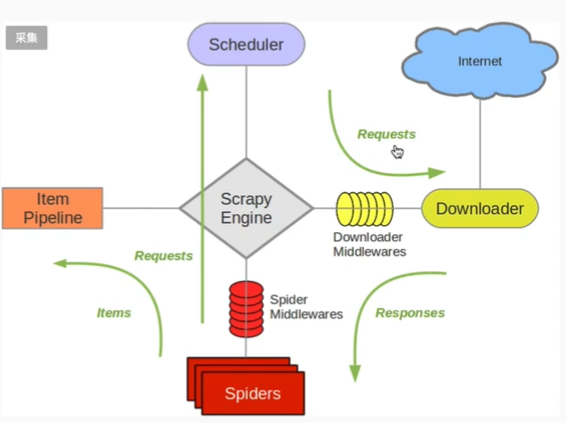 采集
Scheduler
Internet
Requests
Item
Pipeline
Scrapy
Engine
Downloader
Downloader
Middlewares
Requests
Spider
Middlewares
Items
Responses
Spiders